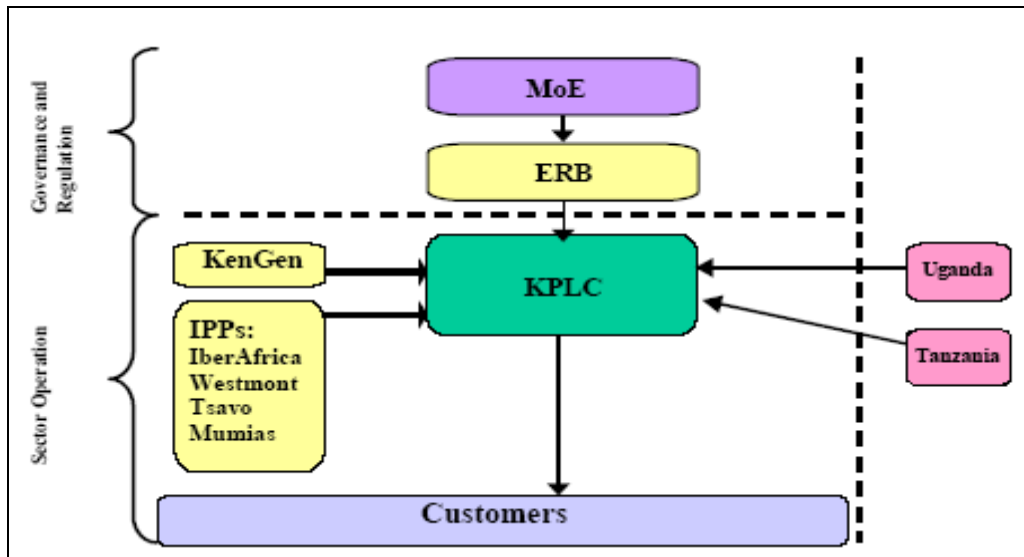 Governance and
Regulation
MoE
ERB
Sector Operation
KenGen
KPLC
Uganda
IPPs:
IberAfrica
Westmont
Tsavo
Mumias
Tanzania
Customers